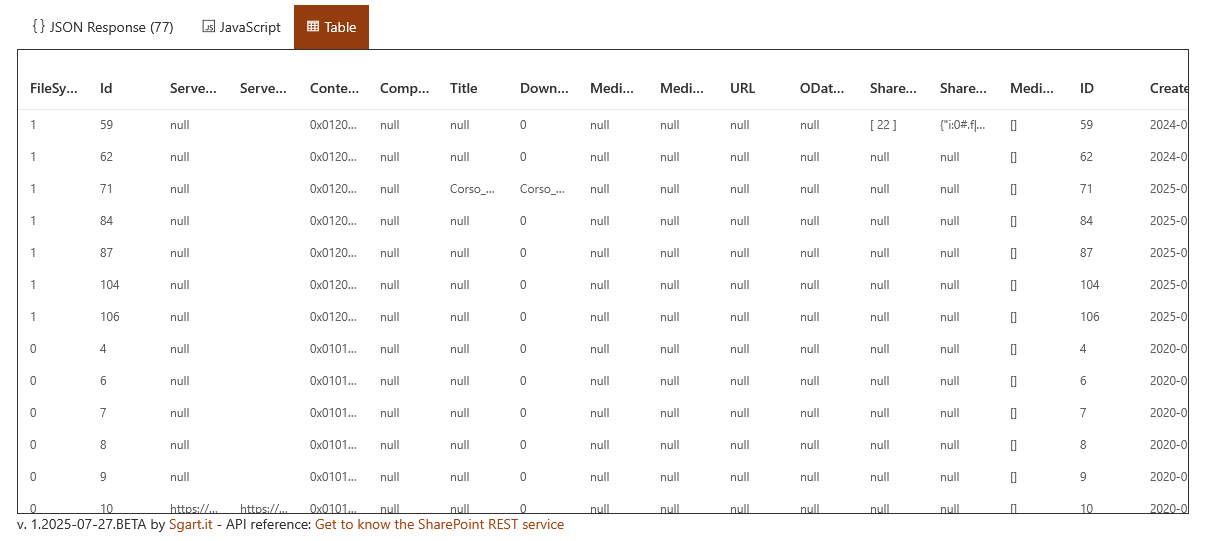 {} JSON Response (77) JavaScript Table
FileSy... Id Serve... Serve... Conte... Comp... Title Down... Medi... Medi... URL ODat... Share... Share... Medi... ID Create
1 59 null 0x0120... null null 0 null null null null [ 22 ] {"i:0#.f|... [] 59 2024-0
1 62 null 0x0120... null null 0 null null null null null null [] 62 2024-0
1 71 null 0x0120... null Corso_... Corso_... null null null null null null [] 71 2025-0
1 84 null 0x0120... null null 0 null null null null null null [] 84 2025-0
1 87 null 0x0120... null null 0 null null null null null null [] 87 2025-0
1 104 null 0x0120... null null 0 null null null null null null [] 104 2025-0
1 106 null 0x0120... null null 0 null null null null null null [] 106 2025-0
0 4 null 0x0101... null null 0 null null null null null null [] 4 2020-0
0 6 null 0x0101... null null 0 null null null null null null [] 6 2020-0
0 7 null 0x0101... null null 0 null null null null null null [] 7 2020-0
0 8 null 0x0101... null null 0 null null null null null null [] 8 2020-0
0 9 null 0x0101... null null 0 null null null null null null [] 9 2020-0
0 10 https://... https://... 0x0101... null null 0 null null null null null null [] 10 2020-0
v. 1.2025-07-27.BETA by Sgart.it - API reference: Get to know the SharePoint REST service